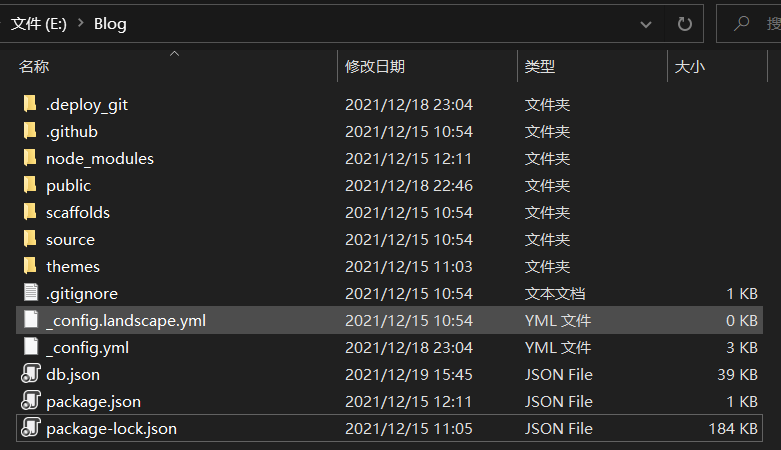 文件 (E:) > Blog
名称 修改日期 类型 大小
.deploy_git 2021/12/18 23:04 文件夹
.github 2021/12/15 10:54 文件夹
node_modules 2021/12/15 12:11 文件夹
public 2021/12/18 22:46 文件夹
scaffolds 2021/12/15 10:54 文件夹
source 2021/12/15 10:54 文件夹
themes 2021/12/15 11:03 文件夹
.gitignore 2021/12/15 10:54 文本文档 1 KB
_config.landscape.yml 2021/12/15 10:54 YML 文件 0 KB
_config.yml 2021/12/18 23:04 YML 文件 3 KB
db.json 2021/12/19 15:45 JSON File 39 KB
package.json 2021/12/15 12:11 JSON File 1 KB
package-lock.json 2021/12/15 11:05 JSON File 184 KB